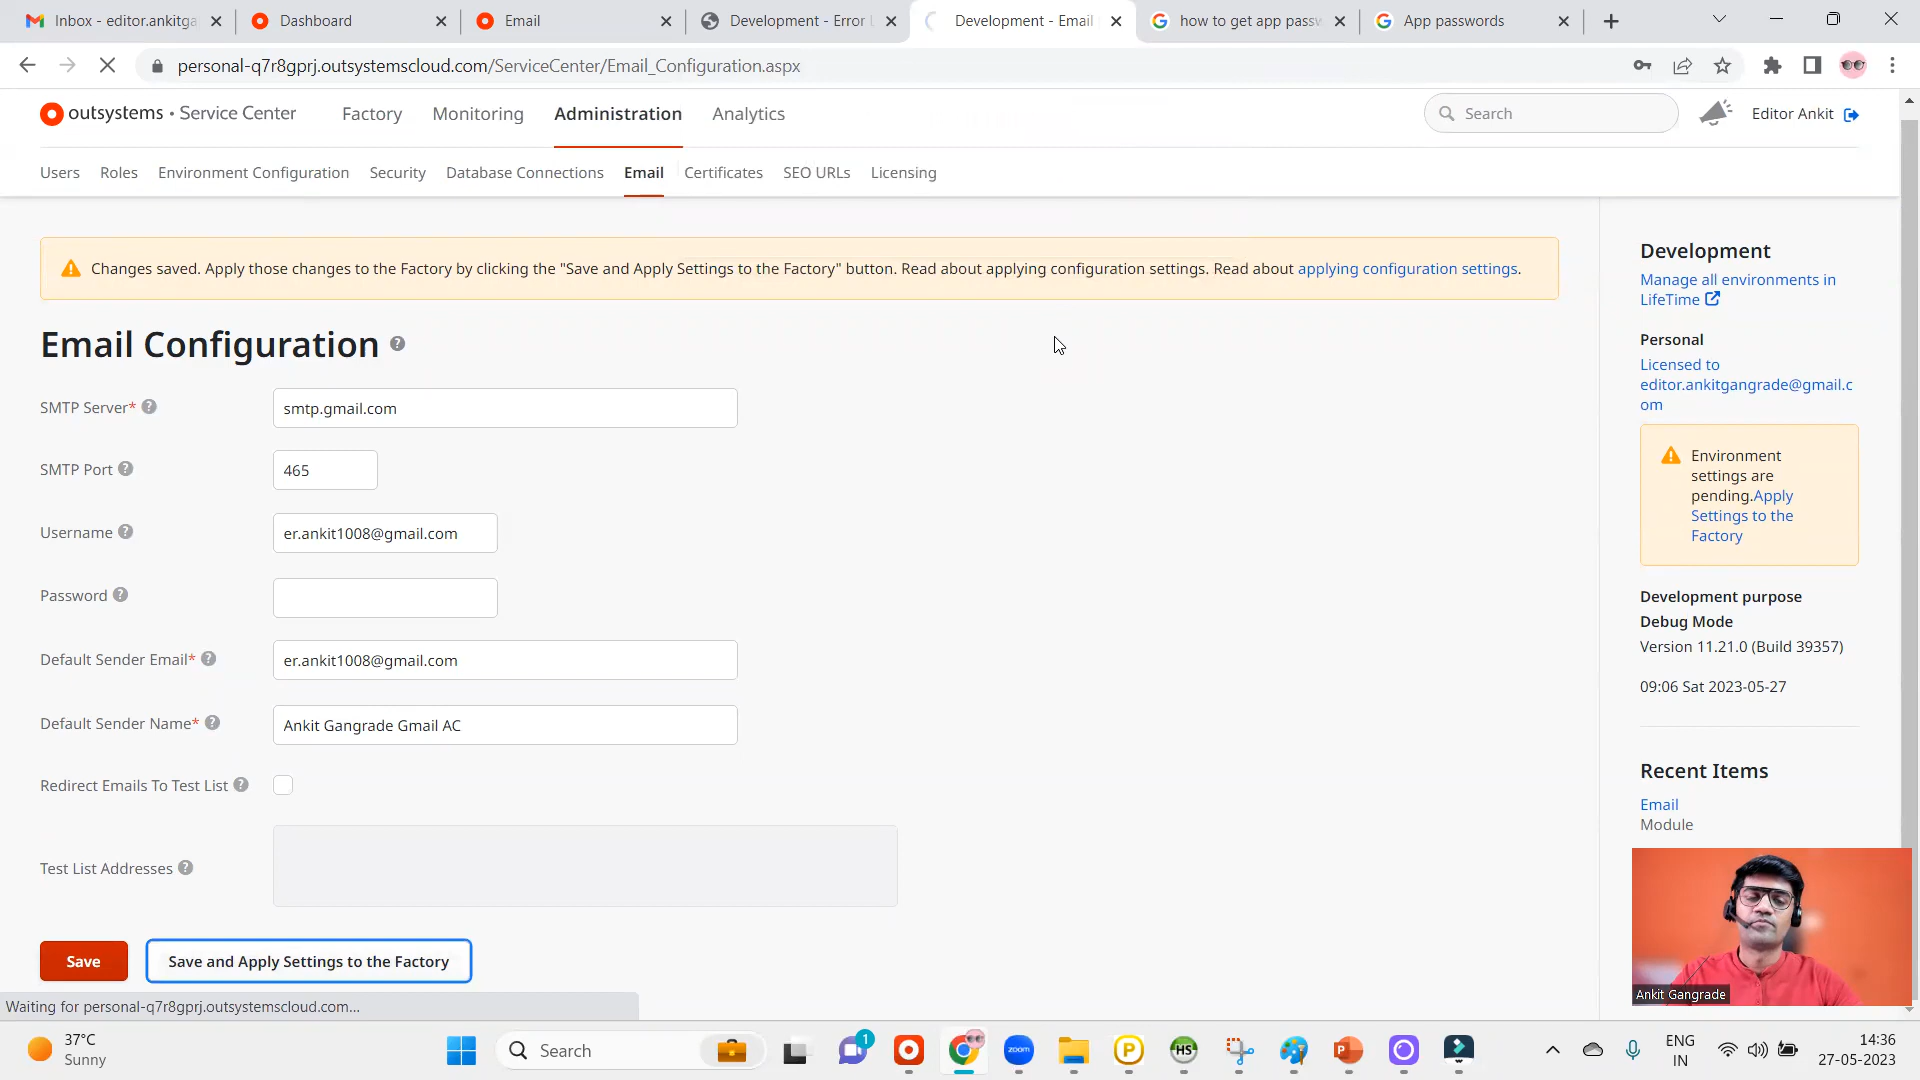 Inbox - editor.ankitga
Dashboard
Email
Development - Error L
Development - Email
how to get app passw
App passwords
personal-q7r8gprj.outsystemscloud.com/ServiceCenter/Email_Configuration.aspx
outsystems • Service Center
Factory
Monitoring
Administration
Analytics
Search
Editor Ankit
Users
Roles
Environment Configuration
Security
Database Connections
Email
Certificates
SEO URLs
Licensing
Changes saved. Apply those changes to the Factory by clicking the "Save and Apply Settings to the Factory" button. Read about applying configuration settings. Read about applying configuration settings.
Email Configuration
SMTP Server*
smtp.gmail.com
SMTP Port
465
Username
er.ankit1008@gmail.com
Password
Default Sender Email*
er.ankit1008@gmail.com
Default Sender Name*
Ankit Gangrade Gmail AC
Redirect Emails To Test List
Test List Addresses
Save
Save and Apply Settings to the Factory
Waiting for personal-q7r8gprj.outsystemscloud.com...
Development
Manage all environments in
LifeTime
Personal
Licensed to
editor.ankitgangrade@gmail.c
om
Environment
settings are
pending.Apply
Settings to the
Factory
Development purpose
Debug Mode
Version 11.21.0 (Build 39357)
09:06 Sat 2023-05-27
Recent Items
Email
Module
Ankit Gangrade
37°C
Sunny
Search
1
zoom
P
HS
P
ENG
IN
14:36
27-05-2023